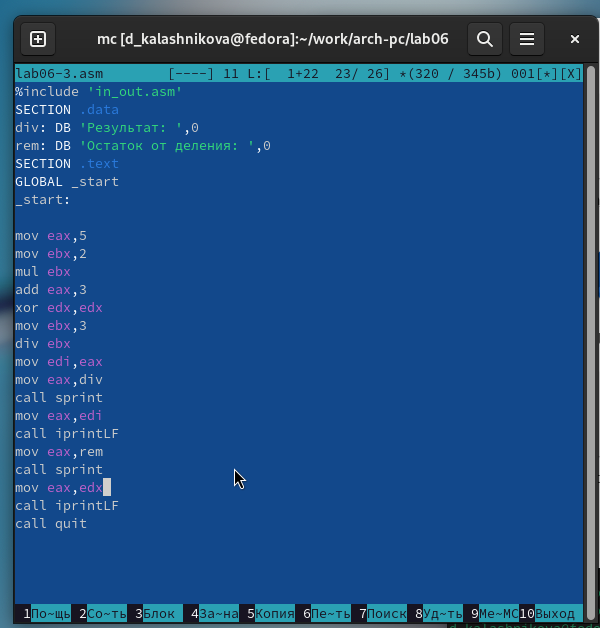 mc [d_kalashnikova@fedora]:~/work/arch-pc/lab06
lab06-3.asm [----] 11 L:[ 1+22 23/ 26] *(320 / 345b) 001[*][X]
%include 'in_out.asm'
SECTION .data
div: DB 'Результат: ',0
rem: DB 'Остаток от деления: ',0
SECTION .text
GLOBAL _start
_start:
mov eax,5
mov ebx,2
mul ebx
add eax,3
xor edx,edx
mov ebx,3
div ebx
mov edi,eax
mov eax,div
call sprint
mov eax,edi
call iprintLF
mov eax,rem
call sprint
mov eax,edx
call iprintLF
call quit
1По~щь 2Со~ть 3Блок 4За~на 5Копия 6Пе~ть 7Поиск 8Уд~ть 9Ме~МС 10Выход